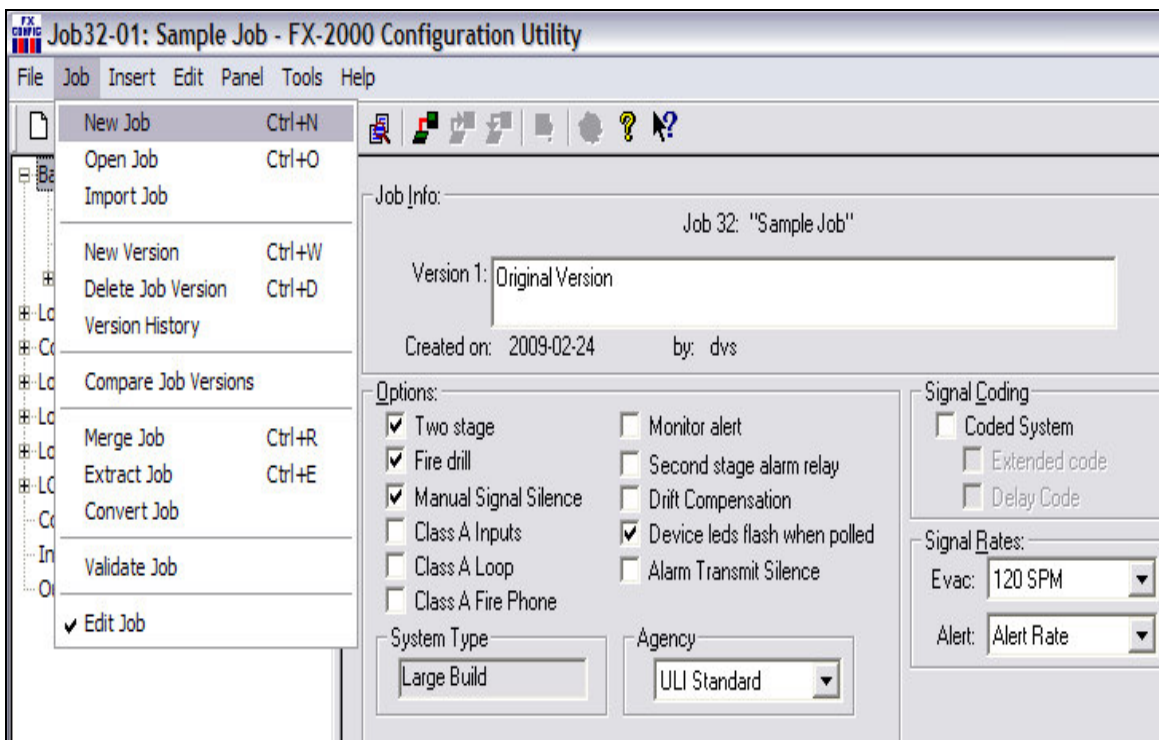 FX
CONFIG
Job32-01: Sample Job - FX-2000 Configuration Utility
File Job Insert Edit Panel Tools Help
New Job Ctrl+N
Open Job Ctrl+O
Import Job
New Version Ctrl+W
Delete Job Version Ctrl+D
Version History
Compare Job Versions
Merge Job Ctrl+R
Extract Job Ctrl+E
Convert Job
Validate Job
Edit Job
Job Info:
Job 32: "Sample Job"
Version 1: Original Version
Created on: 2009-02-24 by: dvs
Options:
Two stage
Fire drill
Manual Signal Silence
Class A Inputs
Class A Loop
Class A Fire Phone
Monitor alert
Second stage alarm relay
Drift Compensation
Device leds flash when polled
Alarm Transmit Silence
System Type
Large Build
Agency
ULI Standard
Signal Coding
Coded System
Extended code
Delay Code
Signal Rates:
Evac: 120 SPM
Alert: Alert Rate